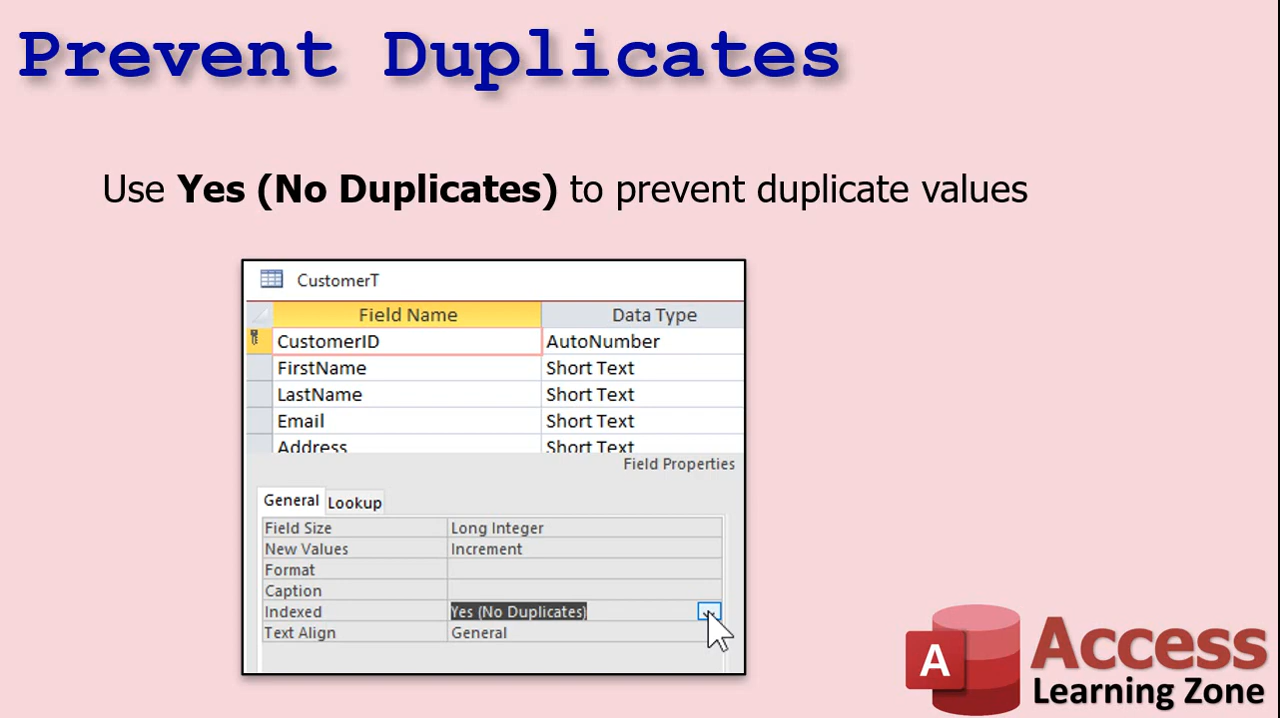 Prevent Duplicates
Use Yes (No Duplicates) to prevent duplicate values
CustomerT
Field Name Data Type
CustomerID AutoNumber
FirstName Short Text
LastName Short Text
Email Short Text
Address Short Text
Field Properties
General Lookup
Field Size Long Integer
New Values Increment
Format
Caption
Indexed Yes (No Duplicates)
Text Align General
A Access
Learning Zone